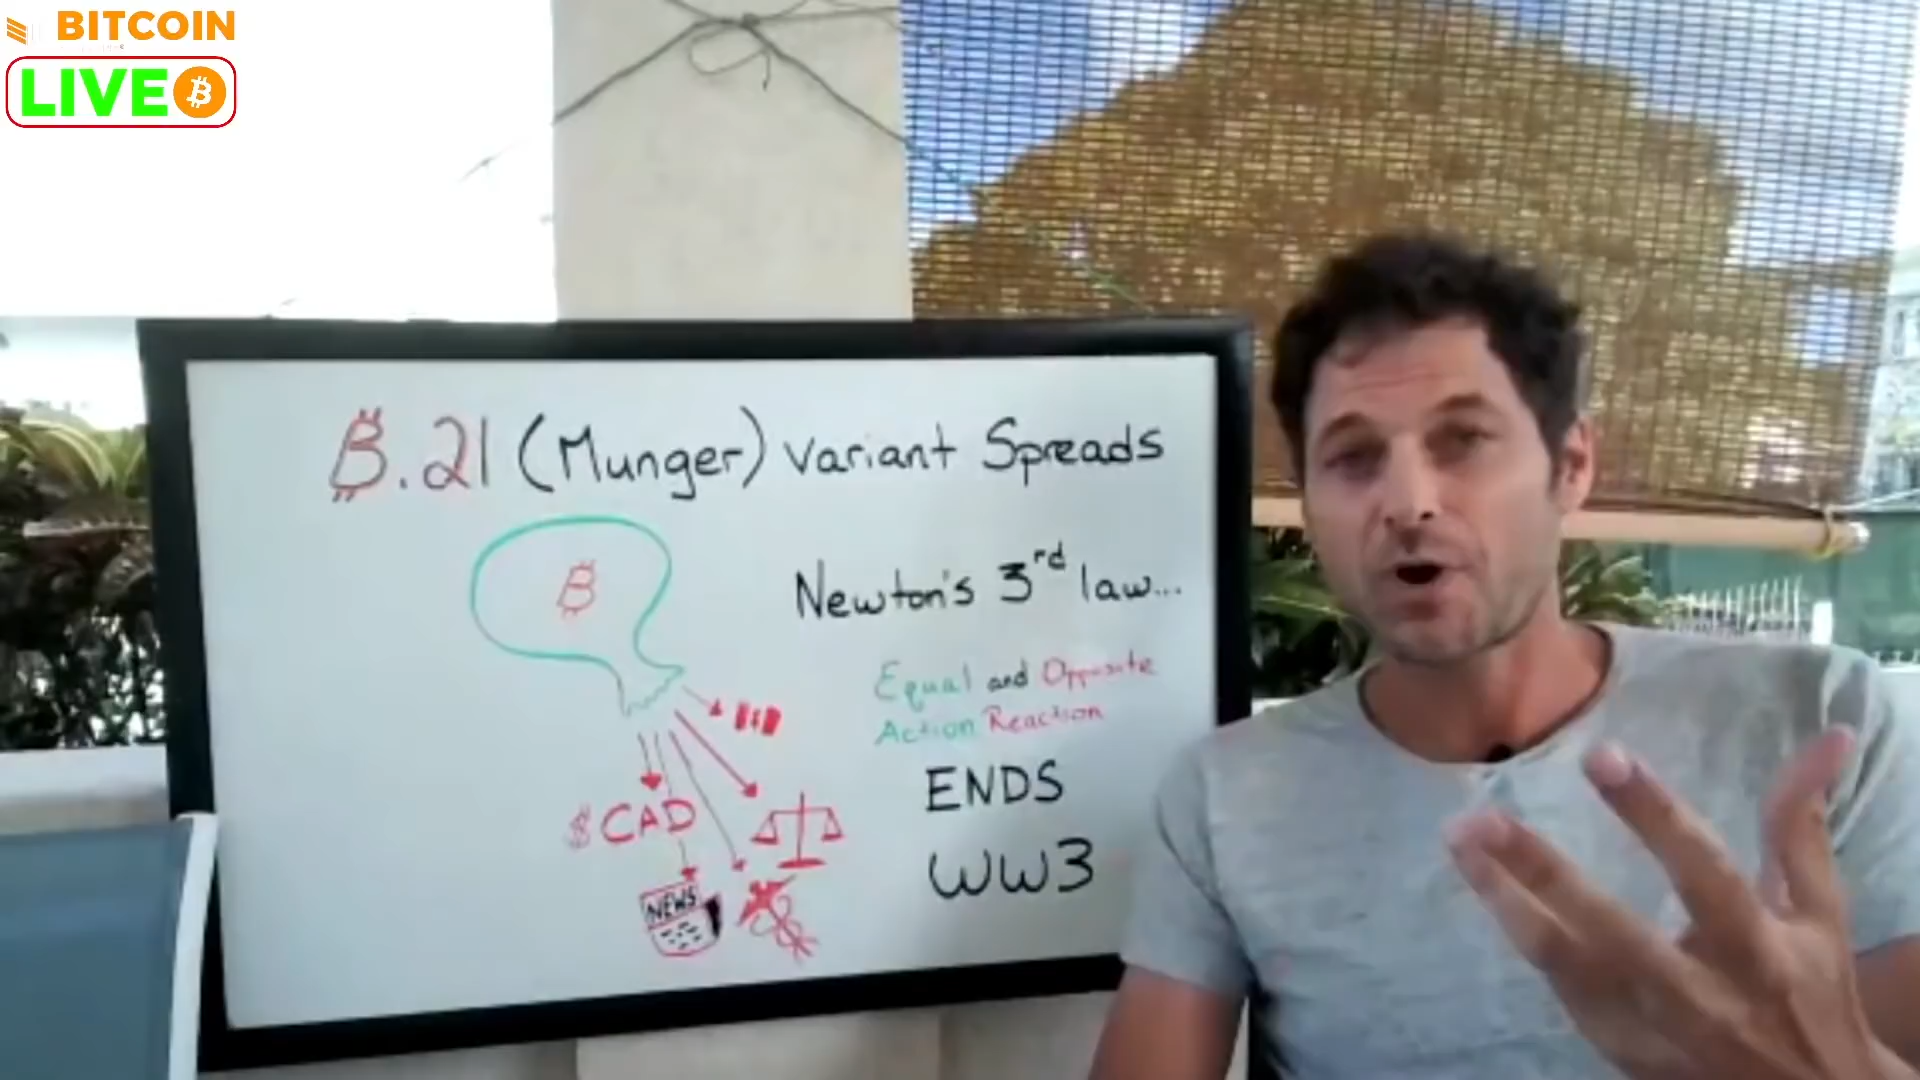 BITCOIN
LIVE
₿.21 (Munger) variant Spreads
₿
Newton's 3rd law...
Equal and Opposite
Action Reaction
ENDS
WW3
$ CAD
NEWS